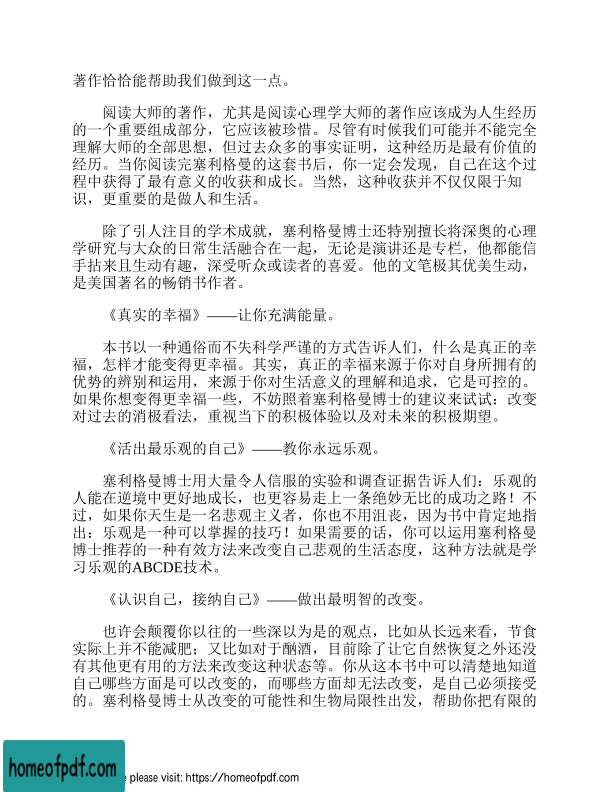 著作恰恰能帮助我们做到这一点。
阅读大师的著作，尤其是阅读心理学大师的著作应该成为人生经历
的一个重要组成部分，它应该被珍惜。尽管有时候我们可能并不能完全
理解大师的全部思想，但过去众多的事实证明，这种经历是最有价值的
经历。当你阅读完塞利格曼的这套书后，你一定会发现，自己在这个过
程中获得了最有意义的收获和成长。当然，这种收获并不仅仅限于知
识，更重要的是做人和生活。
除了引人注目的学术成就，塞利格曼博士还特别擅长将深奥的心理
学研究与大众的日常生活融合在一起，无论是演讲还是专栏，他都能信
手拈来且生动有趣，深受听众或读者的喜爱。他的文笔极其优美生动，
是美国著名的畅销书作者。
《真实的幸福》——让你充满能量。
本书以一种通俗而不失科学严谨的方式告诉人们，什么是真正的幸
福，怎样才能变得更幸福。其实，真正的幸福来源于你对自身所拥有的
优势的辨别和运用，来源于你对生活意义的理解和追求，它是可控的。
如果你想变得更幸福一些，不妨照着塞利格曼博士的建议来试试：改变
对过去的消极看法，重视当下的积极体验以及对未来的积极期望。
《活出最乐观的自己》——教你永远乐观。
塞利格曼博士用大量令人信服的实验和调查证据告诉人们：乐观的
人能在逆境中更好地成长，也更容易走上一条绝妙无比的成功之路！不
过，如果你天生是一名悲观主义者，你也不用沮丧，因为书中肯定地指
出：乐观是一种可以掌握的技巧！如果需要的话，你可以运用塞利格曼
博士推荐的一种有效方法来改变自己悲观的生活态度，这种方法就是学
习乐观的ABCDE技术。
《认识自己，接纳自己》——做出最明智的改变。
也许会颠覆你以往的一些深以为是的观点，比如从长远来看，节食
实际上并不能减肥；又比如对于酗酒，目前除了让它自然恢复之外还没
有其他更有用的方法来改变这种状态等。你从这本书中可以清楚地知道
自己哪些方面是可以改变的，而哪些方面却无法改变，是自己必须接受
的。塞利格曼博士从改变的可能性和生物局限性出发，帮助你把有限的
homeofpdf.com
please visit: https://homeofpdf.com